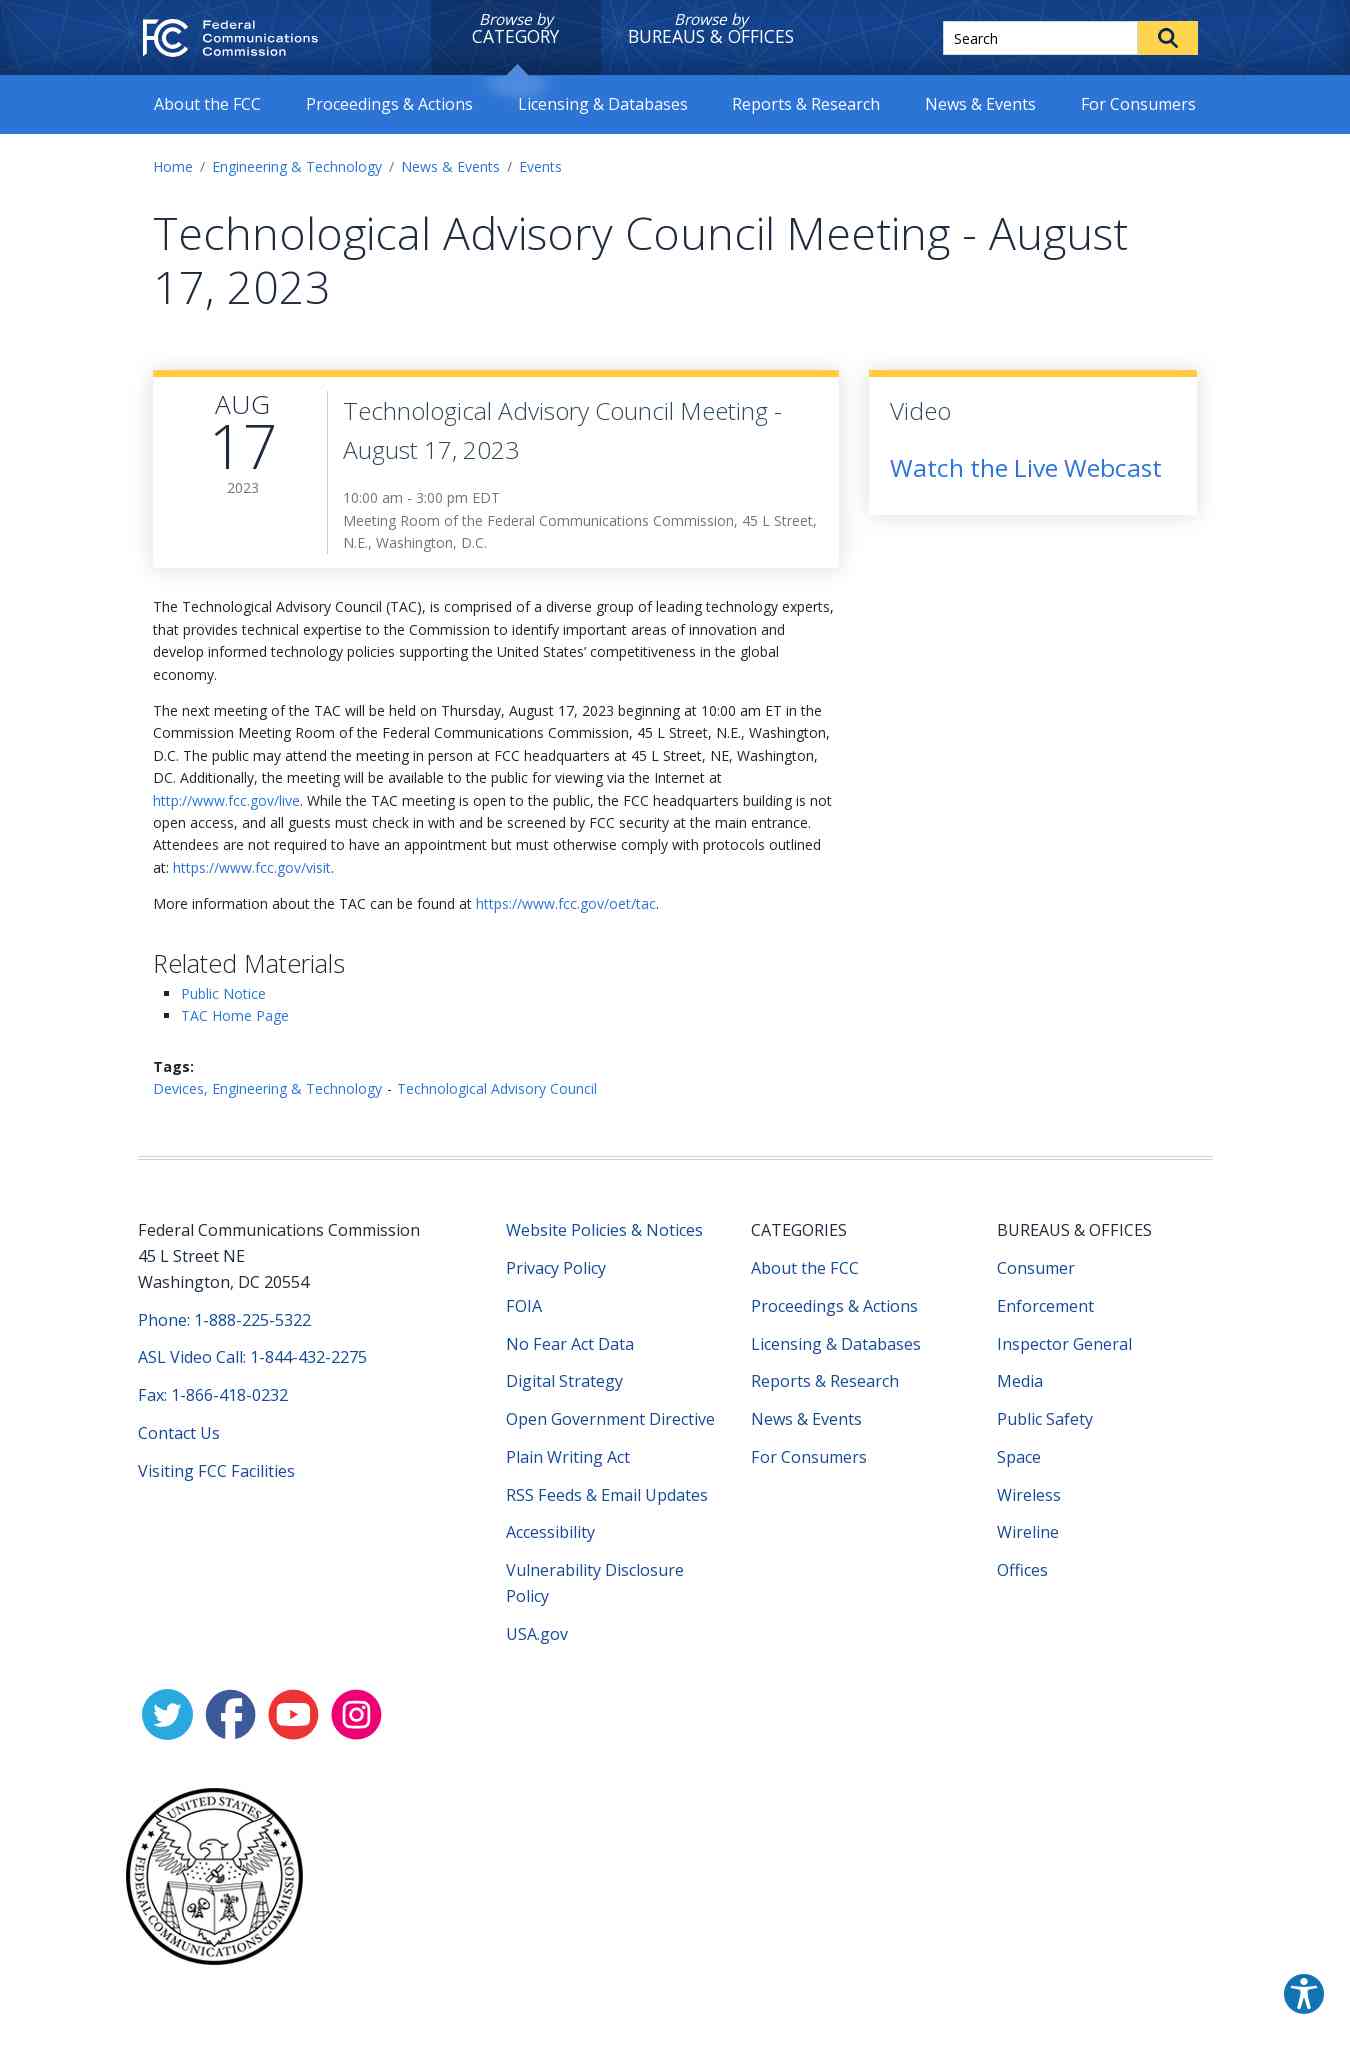 FCC Federal
Communications
Commission
Browse by
CATEGORY
Browse by
BUREAUS & OFFICES
Search
About the FCC
Proceedings & Actions
Licensing & Databases
Reports & Research
News & Events
For Consumers
Home / Engineering & Technology / News & Events / Events
Technological Advisory Council Meeting - August
17, 2023
AUG
17
2023
Technological Advisory Council Meeting -
August 17, 2023
10:00 am - 3:00 pm EDT
Meeting Room of the Federal Communications Commission, 45 L Street,
N.E., Washington, D.C.
Video
Watch the Live Webcast
The Technological Advisory Council (TAC), is comprised of a diverse group of leading technology experts,
that provides technical expertise to the Commission to identify important areas of innovation and
develop informed technology policies supporting the United States’ competitiveness in the global
economy.
The next meeting of the TAC will be held on Thursday, August 17, 2023 beginning at 10:00 am ET in the
Commission Meeting Room of the Federal Communications Commission, 45 L Street, N.E., Washington,
D.C. The public may attend the meeting in person at FCC headquarters at 45 L Street, NE, Washington,
DC. Additionally, the meeting will be available to the public for viewing via the Internet at
http://www.fcc.gov/live. While the TAC meeting is open to the public, the FCC headquarters building is not
open access, and all guests must check in with and be screened by FCC security at the main entrance.
Attendees are not required to have an appointment but must otherwise comply with protocols outlined
at: https://www.fcc.gov/visit.
More information about the TAC can be found at https://www.fcc.gov/oet/tac.
Related Materials
Public Notice
TAC Home Page
Tags:
Devices, Engineering & Technology - Technological Advisory Council
Federal Communications Commission
45 L Street NE
Washington, DC 20554
Phone: 1-888-225-5322
ASL Video Call: 1-844-432-2275
Fax: 1-866-418-0232
Contact Us
Visiting FCC Facilities
Website Policies & Notices
Privacy Policy
FOIA
No Fear Act Data
Digital Strategy
Open Government Directive
Plain Writing Act
RSS Feeds & Email Updates
Accessibility
Vulnerability Disclosure
Policy
USA.gov
CATEGORIES
About the FCC
Proceedings & Actions
Licensing & Databases
Reports & Research
News & Events
For Consumers
BUREAUS & OFFICES
Consumer
Enforcement
Inspector General
Media
Public Safety
Space
Wireless
Wireline
Offices
UNITED STATES
FEDERAL COMMUNICATIONS COMMISSION